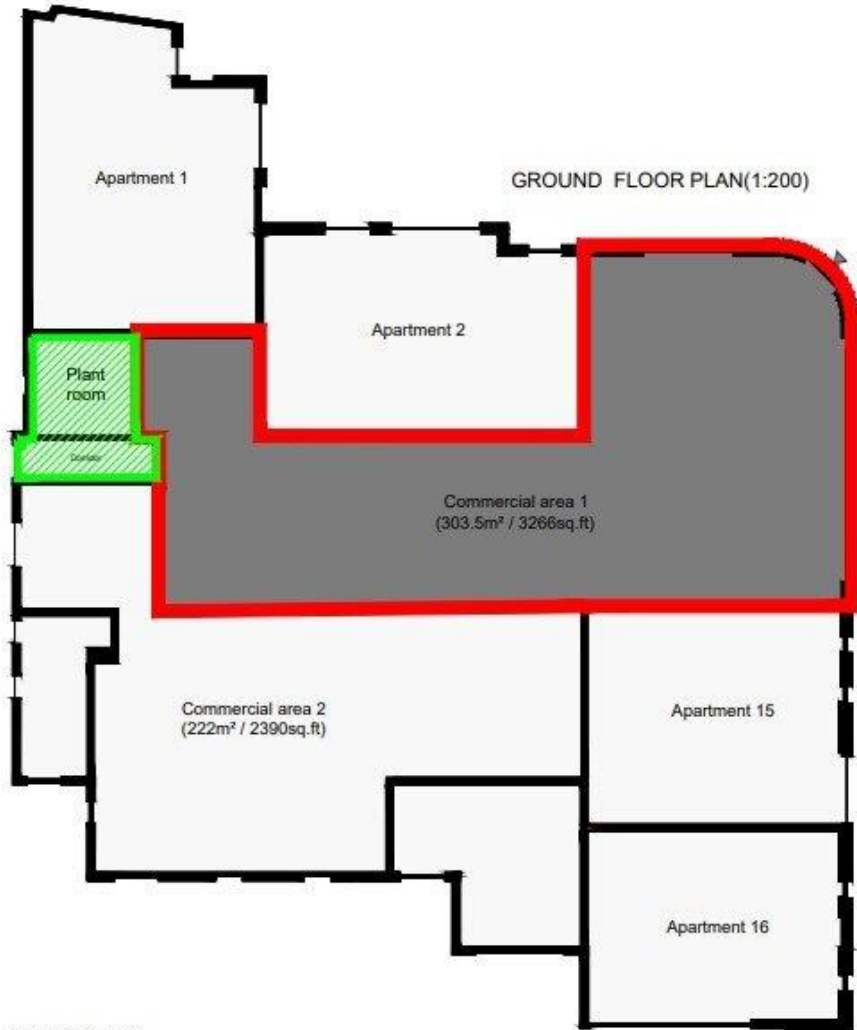 Apartment 1
GROUND FLOOR PLAN(1:200)
Apartment 2
Plant
room
Commercial area 1
(303.5m² / 3266sq.ft)
Commercial area 2
(222m² / 2390sq.ft)
Apartment 15
Apartment 16